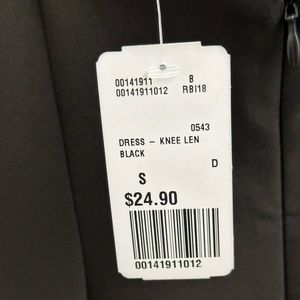 00141911 B
00141911012 RBI18
0543
DRESS – KNEE LEN
BLACK
D
S
$24.90
00141911012